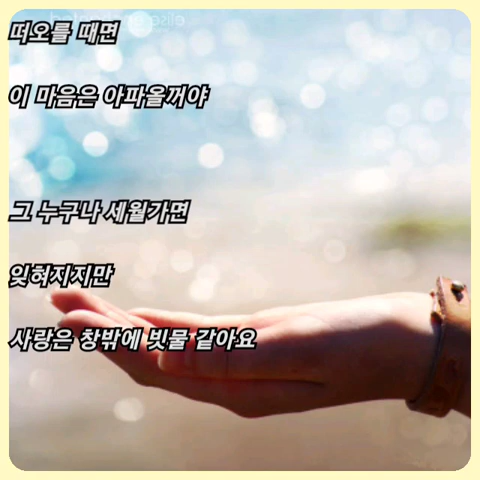 떠오를 때면
이 마음은 아파올꺼야
그 누구나 세월가면
잊혀지지만
사랑은 창밖에 빗물 같아요